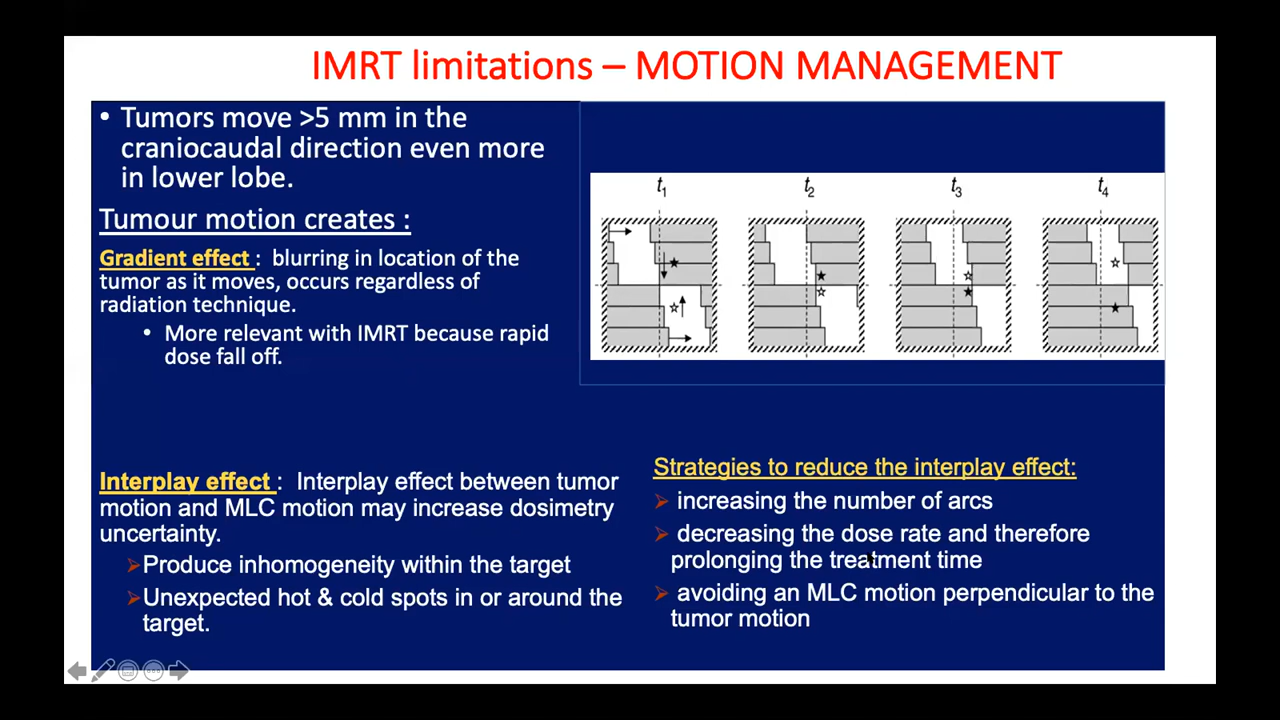 IMRT limitations – MOTION MANAGEMENT
• Tumors move >5 mm in the
craniocaudal direction even more
in lower lobe.
Tumour motion creates :
Gradient effect : blurring in location of the
tumor as it moves, occurs regardless of
radiation technique.
• More relevant with IMRT because rapid
dose fall off.
t1 t2 t3 t4
Interplay effect : Interplay effect between tumor
motion and MLC motion may increase dosimetry
uncertainty.
Produce inhomogeneity within the target
Unexpected hot & cold spots in or around the
target.
Strategies to reduce the interplay effect:
increasing the number of arcs
decreasing the dose rate and therefore
prolonging the treatment time
avoiding an MLC motion perpendicular to the
tumor motion